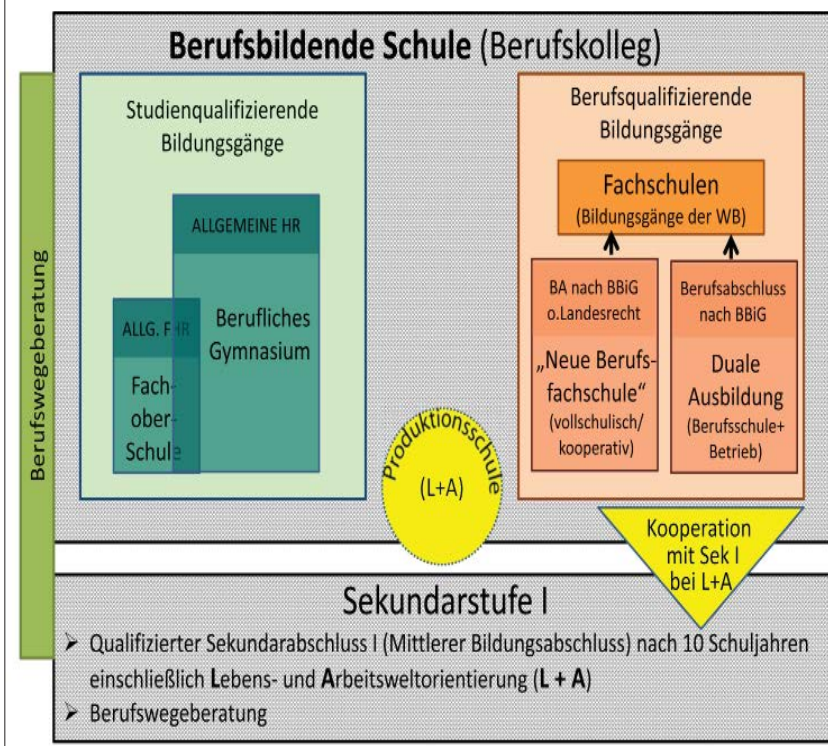 Berufsbildende Schule (Berufskolleg)
Berufswegeberatung
Studienqualifizierende
Bildungsgänge
ALLGEMEINE HR
Berufliches
Gymnasium
ALLG. FHR
Fach-
ober-
Schule
Produktionsschule
(L+A)
Berufsqualifizierende
Bildungsgänge
Fachschulen
(Bildungsgänge der WB)
BA nach BBiG
o.Landesrecht
„Neue Berufs-
fachschule“
(vollschulisch/
kooperativ)
Berufsabschluss
nach BBiG
Duale
Ausbildung
(Berufsschule+
Betrieb)
Kooperation
mit Sek I
bei L+A
Sekundarstufe I
➢ Qualifizierter Sekundarabschluss I (Mittlerer Bildungsabschluss) nach 10 Schuljahren
einschließlich Lebens- und Arbeitsweltorientierung (L + A)
➢ Berufswegeberatung